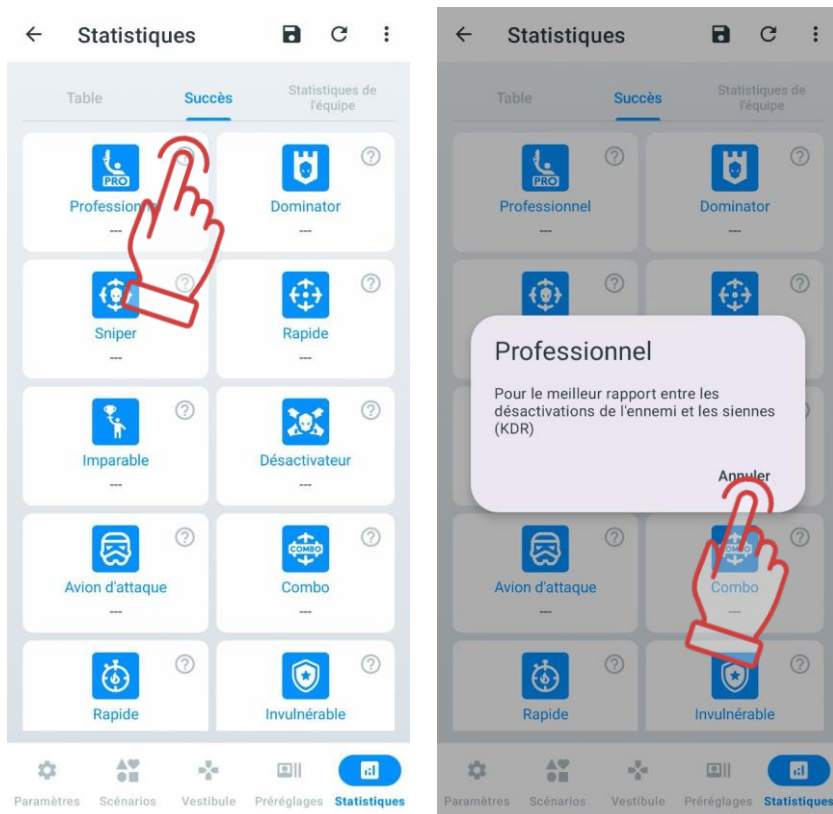 Statistiques
Table
Succès
Statistiques de
l'équipe
PRO
Dominator
---
---
Sniper
Rapide
---
---
Imparable
Désactivateur
---
---
COMBO
Avion d'attaque
Combo
---
---
Rapide
Invulnérable
Paramètres
Scénarios
Vestibule
Préréglages
Statistiques
Statistiques
Table
Succès
Statistiques de
l'équipe
PRO
Professionnel
Dominator
---
---
Professionnel
Pour le meilleur rapport entre les
désactivations de l'ennemi et les siennes
(KDR)
Annuler
Avion d'attaque
Combo
---
---
Rapide
Invulnérable
Paramètres
Scénarios
Vestibule
Préréglages
Statistiques